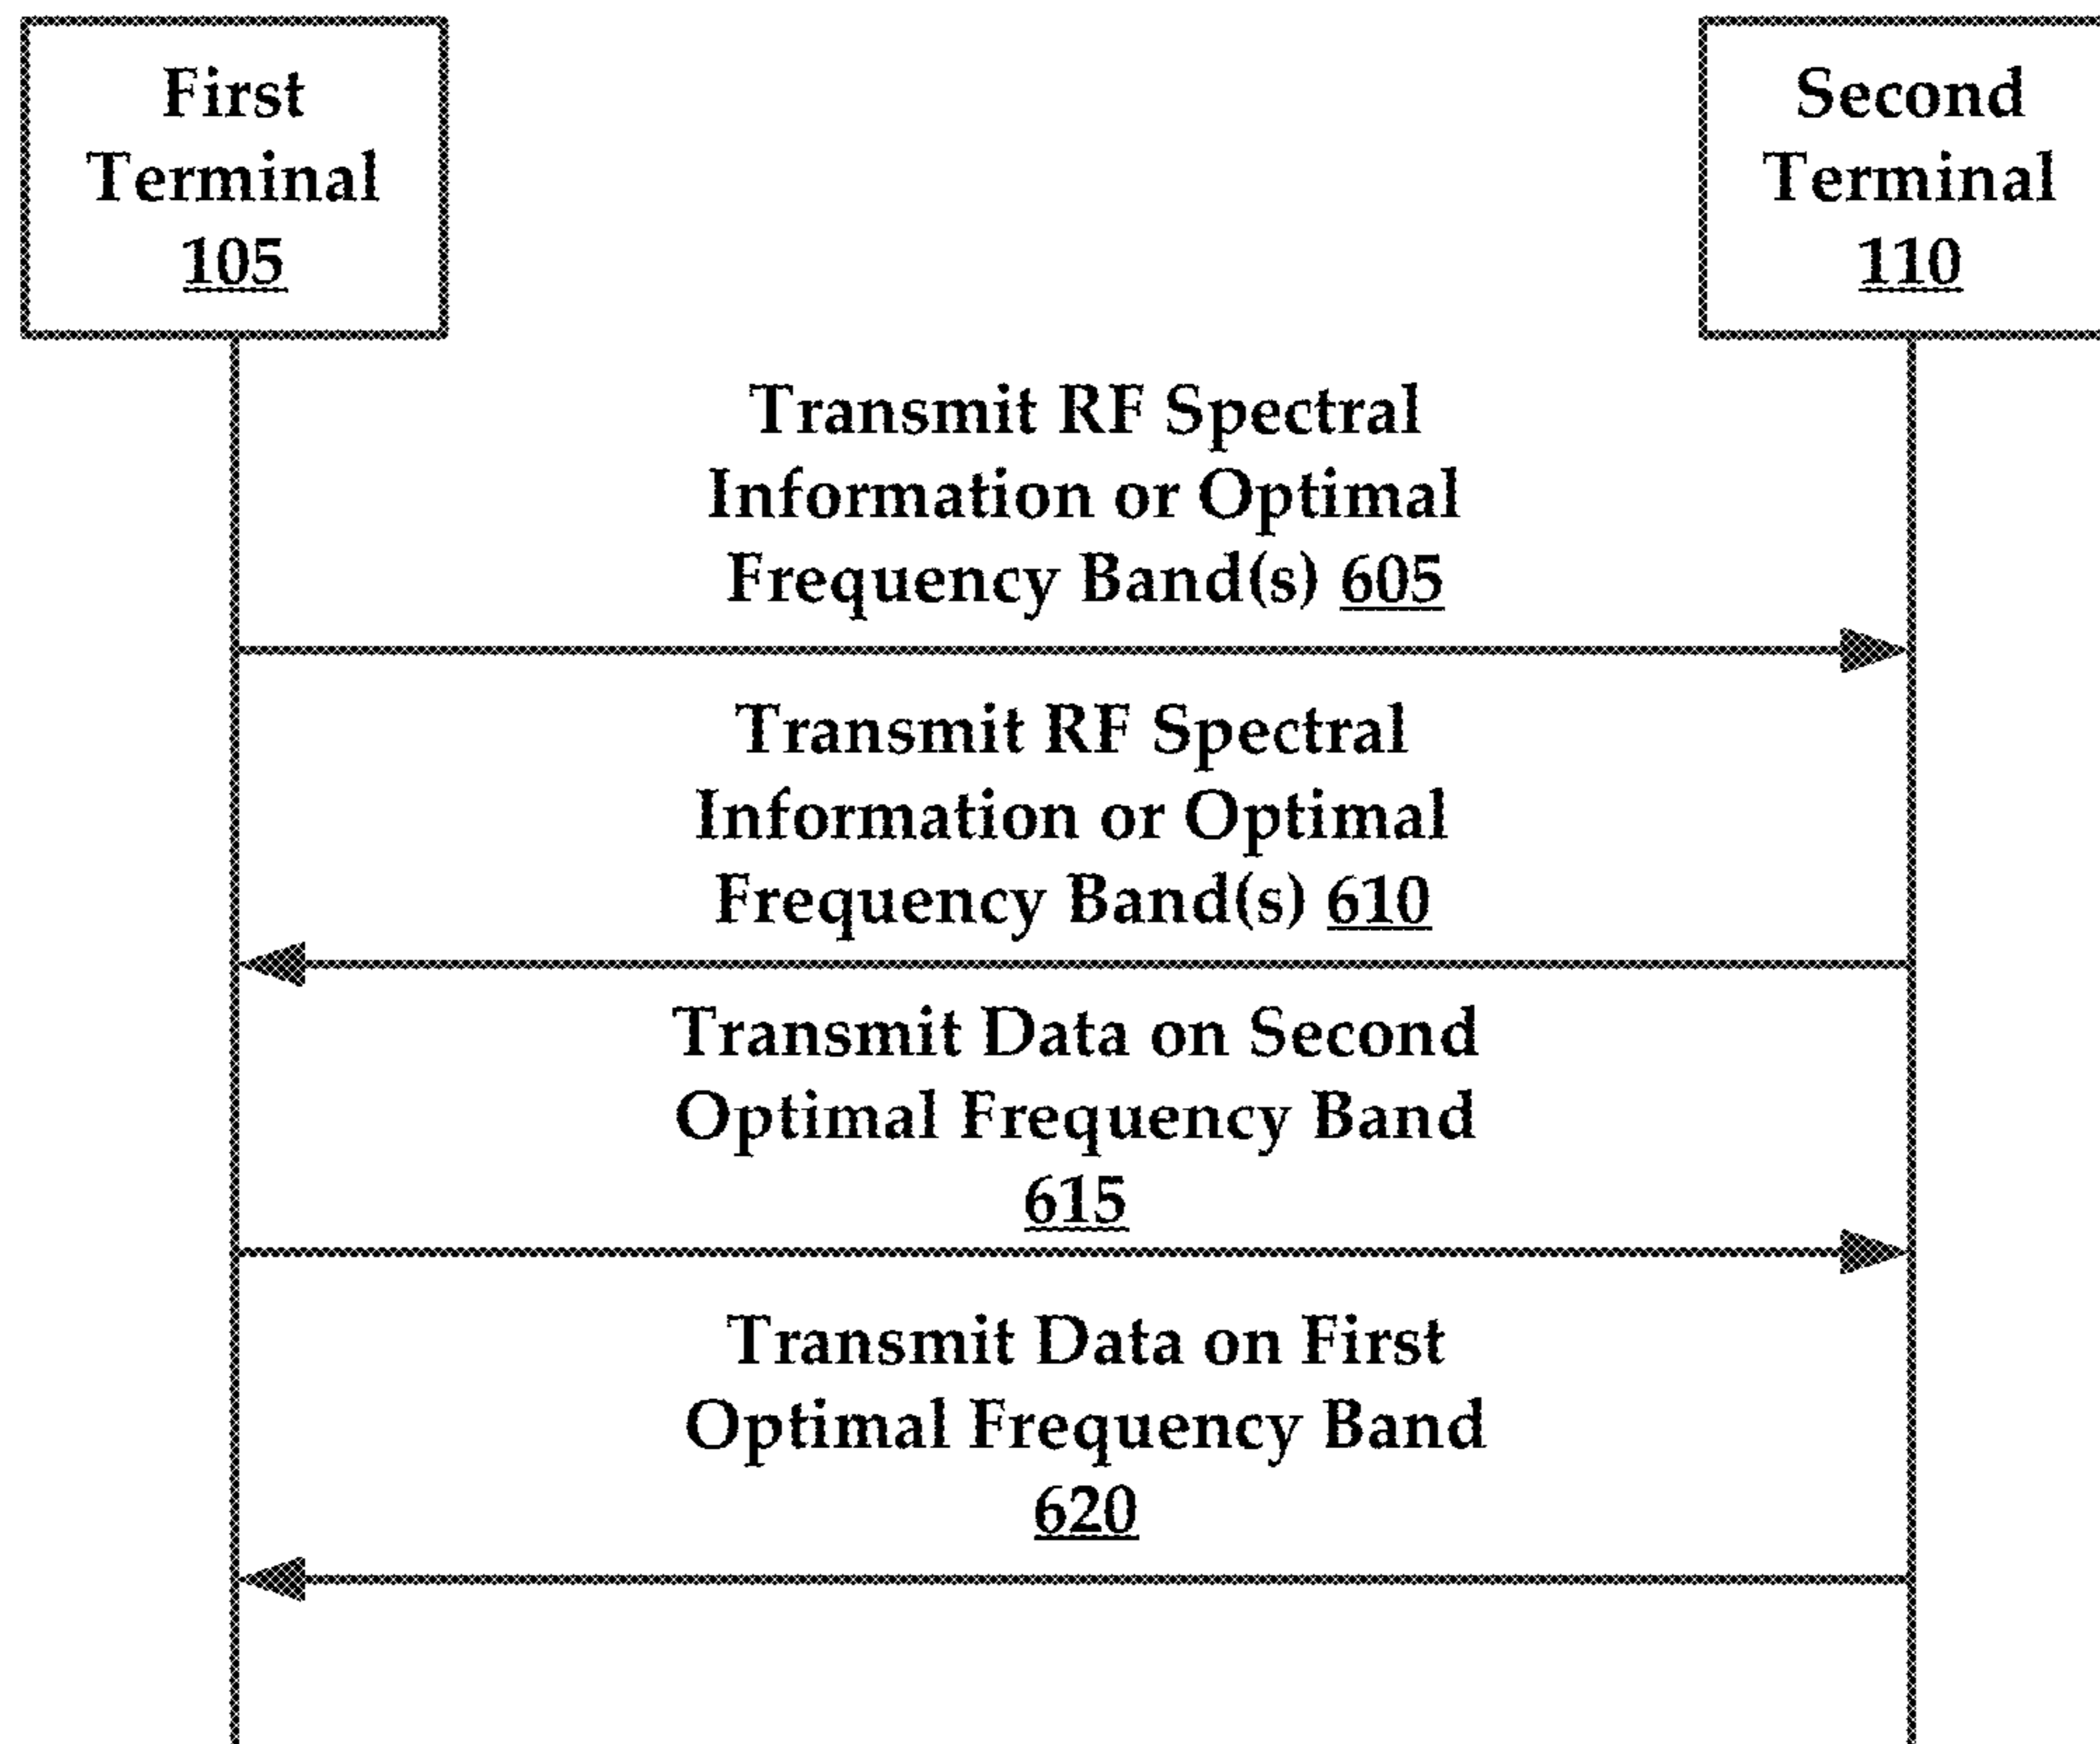 First
Terminal
105
Second
Terminal
110
Transmit RF Spectral
Information or Optimal
Frequency Band(s) 605
Transmit RF Spectral
Information or Optimal
Frequency Band(s) 610
Transmit Data on Second
Optimal Frequency Band
615
Transmit Data on First
Optimal Frequency Band
620